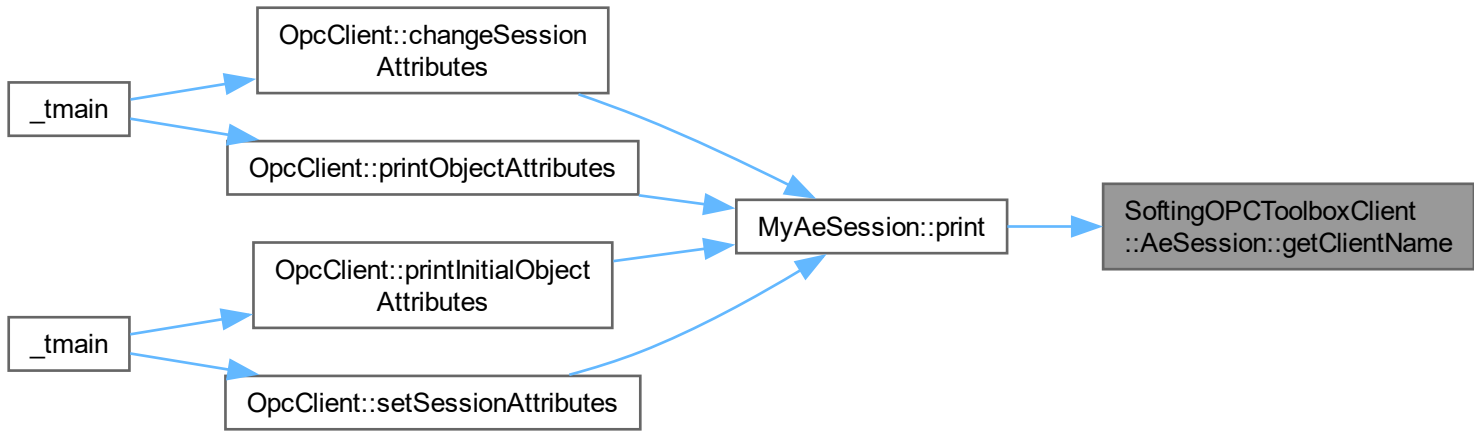 _tmain
OpcClient::changeSession
Attributes
OpcClient::printObjectAttributes
_tmain
OpcClient::printInitialObject
Attributes
OpcClient::setSessionAttributes
MyAeSession::print
SoftingOPCToolboxClient
::AeSession::getClientName